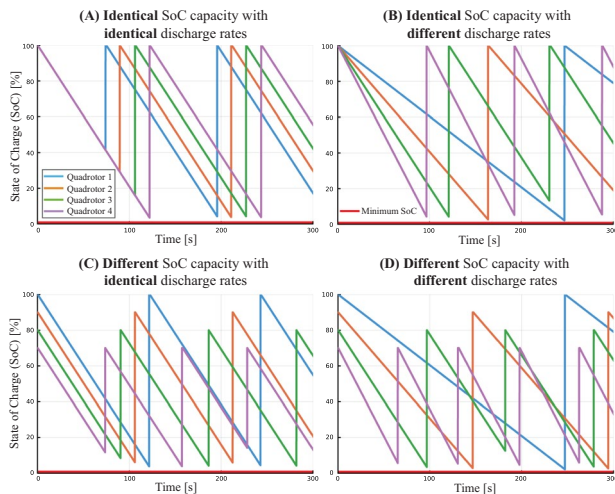 (A) Identical SoC capacity with
identical discharge rates
(B) Identical SoC capacity with
different discharge rates
State of Charge (SoC) [%]
100
80
60
40
20
0
Quadrotor 1
Quadrotor 2
Quadrotor 3
Quadrotor 4
0
100
200
300
Time [s]
100
80
60
40
20
0
Minimum SoC
0
100
200
300
Time [s]
(C) Different SoC capacity with
identical discharge rates
(D) Different SoC capacity with
different discharge rates
State of Charge (SoC) [%]
100
80
60
40
20
0
0
100
200
300
Time [s]
100
80
60
40
20
0
0
100
200
300
Time [s]